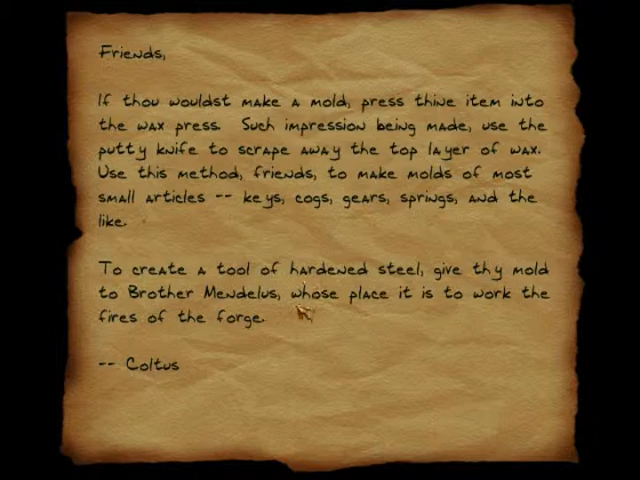 Friends,
If thou wouldst make a mold, press thine item into
the wax press. Such impression being made, use the
putty knife to scrape away the top layer of wax.
Use this method, friends, to make molds of most
small articles -- keys, cogs, gears, springs, and the
like.
To create a tool of hardened steel, give thy mold
to Brother Mendelus, whose place it is to work the
fires of the forge.
-- Coltus